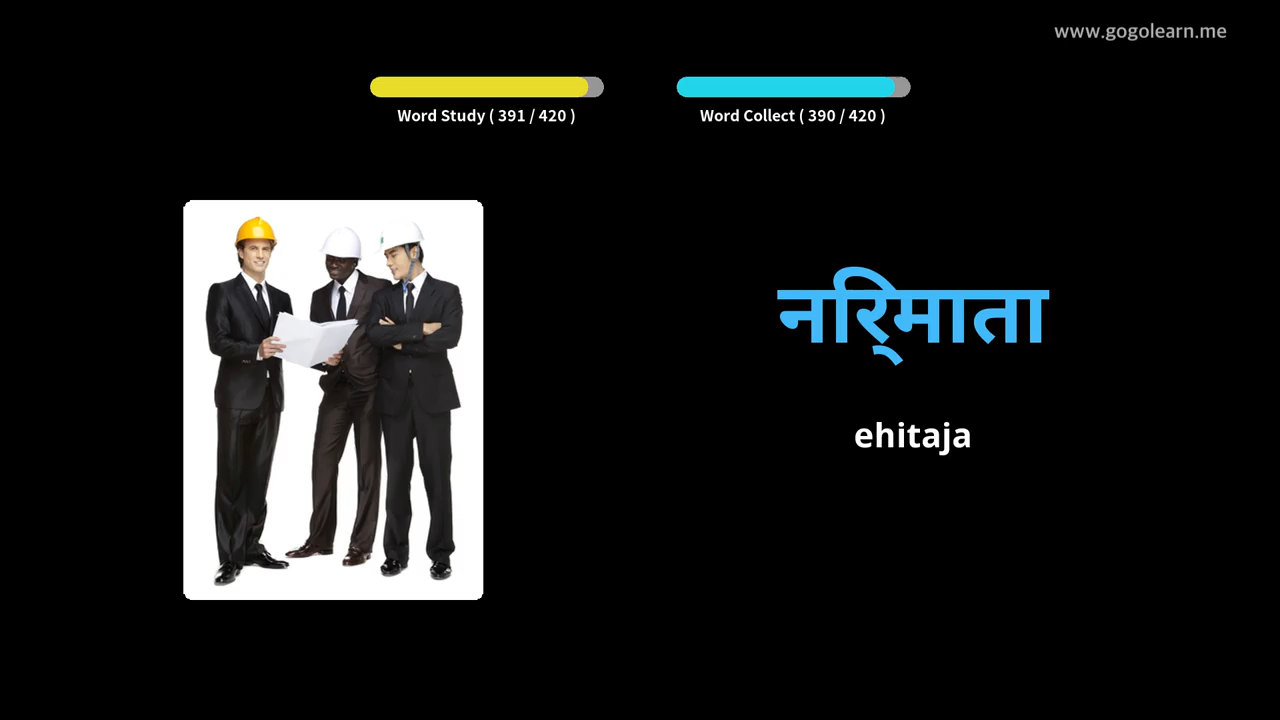 www.gogolearn.me
Word Study ( 391 / 420 )
Word Collect ( 390 / 420 )
नरि्माता
ehitaja